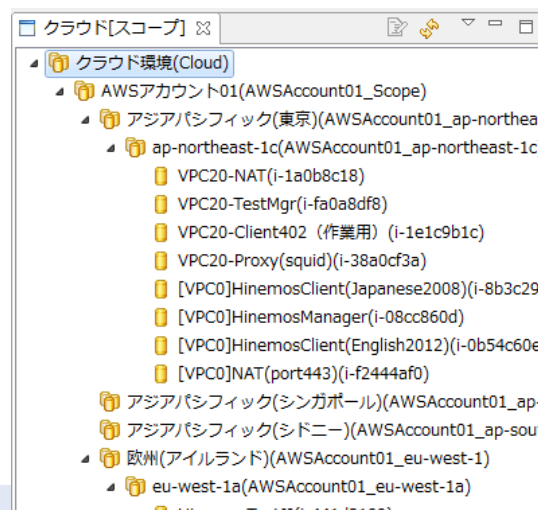 クラウド[スコープ]
クラウド環境(Cloud)
AWSアカウント01(AWSAccount01_Scope)
アジアパシフィック(東京)(AWSAccount01_ap-northea
ap-northeast-1c(AWSAccount01_ap-northeast-1c
VPC20-NAT(i-1a0b8c18)
VPC20-TestMgr(i-fa0a8df8)
VPC20-Client402（作業用）(i-1e1c9b1c)
VPC20-Proxy(squid)(i-38a0cf3a)
[VPC0]HinemosClient(Japanese2008)(i-8b3c29
[VPC0]HinemosManager(i-08cc860d)
[VPC0]HinemosClient(English2012)(i-0b54c60e
[VPC0]NAT(port443)(i-f2444af0)
アジアパシフィック(シンガポール)(AWSAccount01_ap-
アジアパシフィック(シドニー)(AWSAccount01_ap-sou
欧州(アイルランド)(AWSAccount01_eu-west-1)
eu-west-1a(AWSAccount01_eu-west-1a)